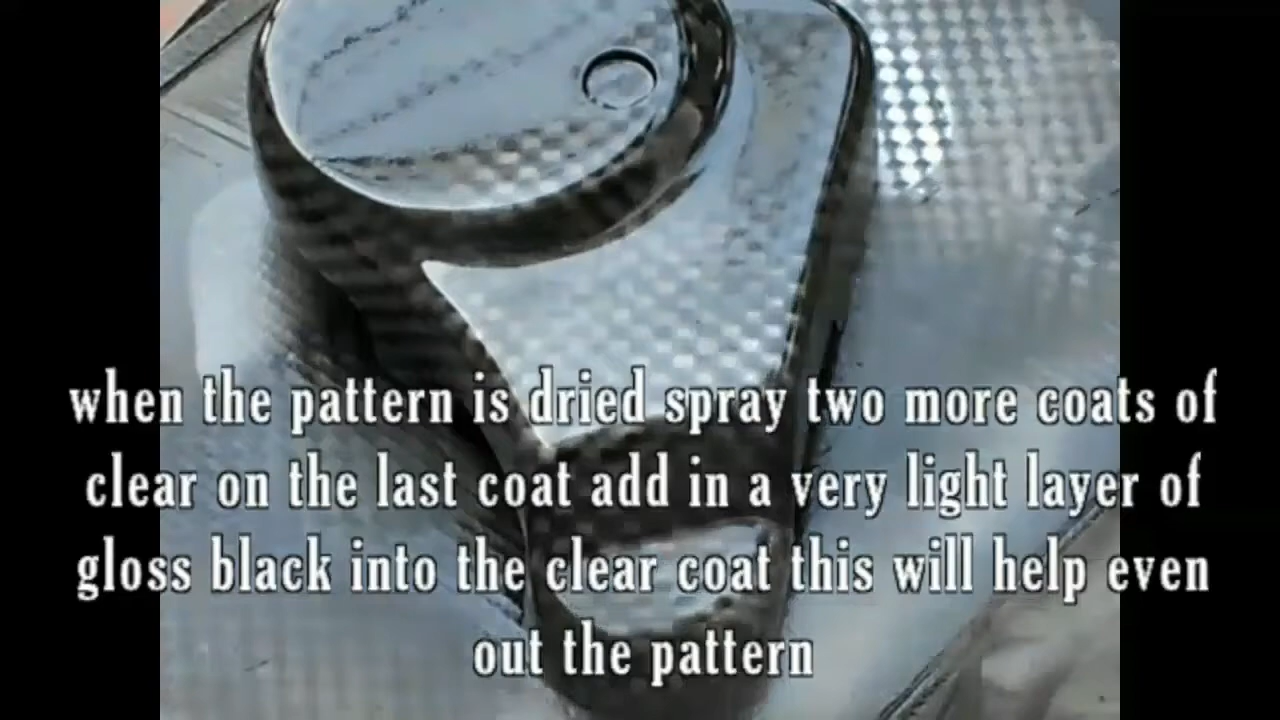 when the pattern is dried spray two more coats of
clear on the last coat add in a very light layer of
gloss black into the clear coat this will help even
out the pattern